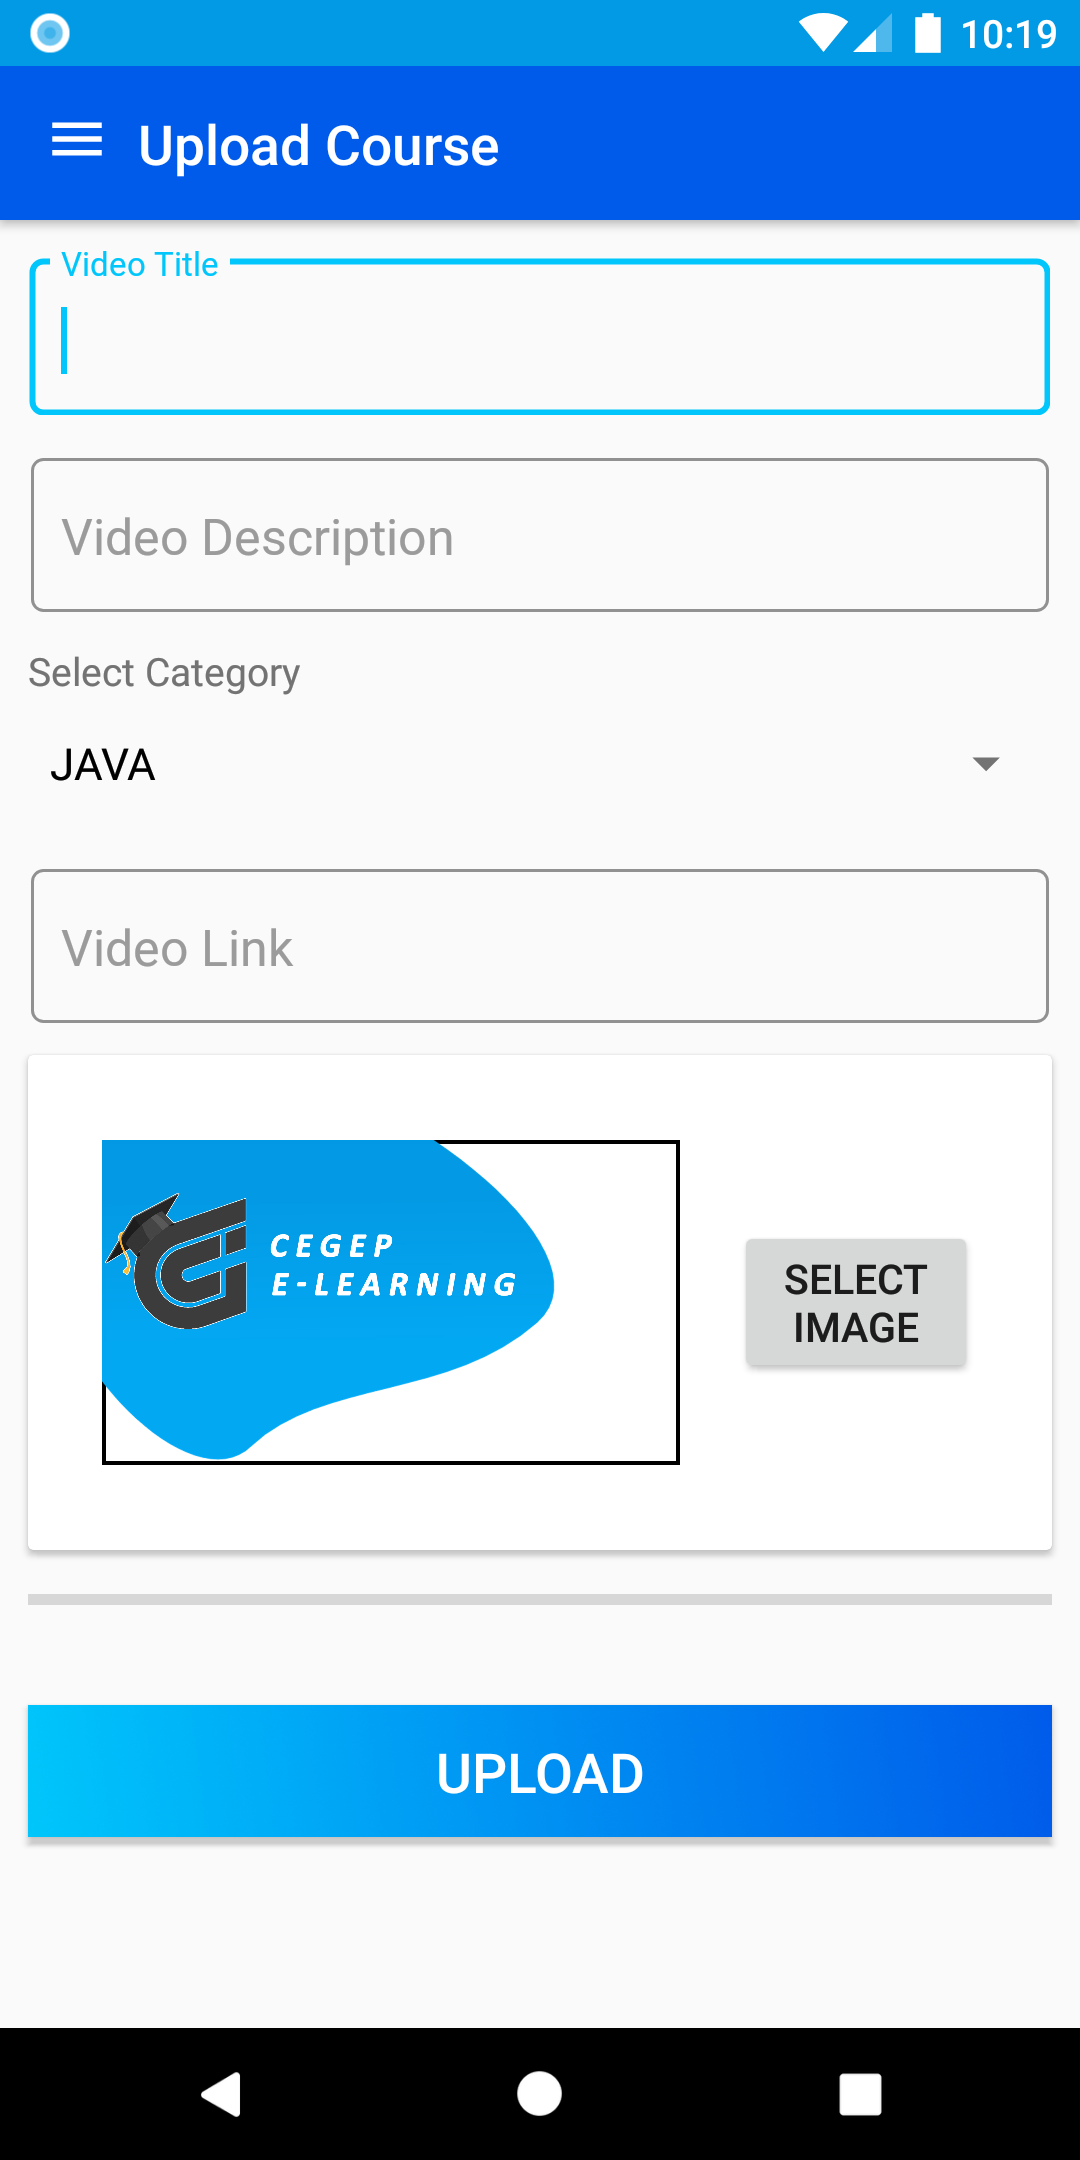 10:19
Upload Course
Video Title
Video Description
Select Category
JAVA
Video Link
CEGEP
E-LEARNING
SELECT
IMAGE
UPLOAD